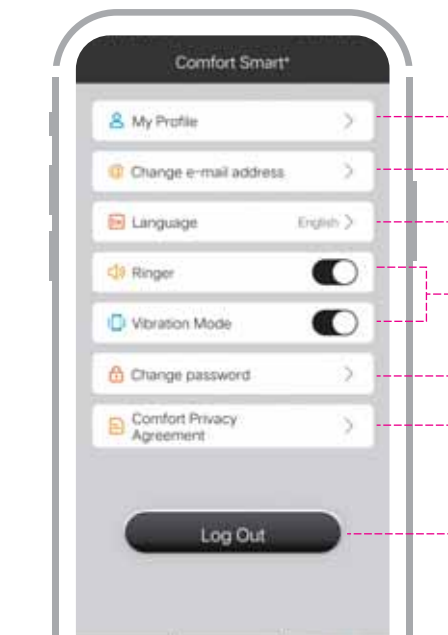 Comfort Smart+
My Profile
Change e-mail address
Language English
Ringer
Vibration Mode
Change password
Comfort Privacy
Agreement
Log Out